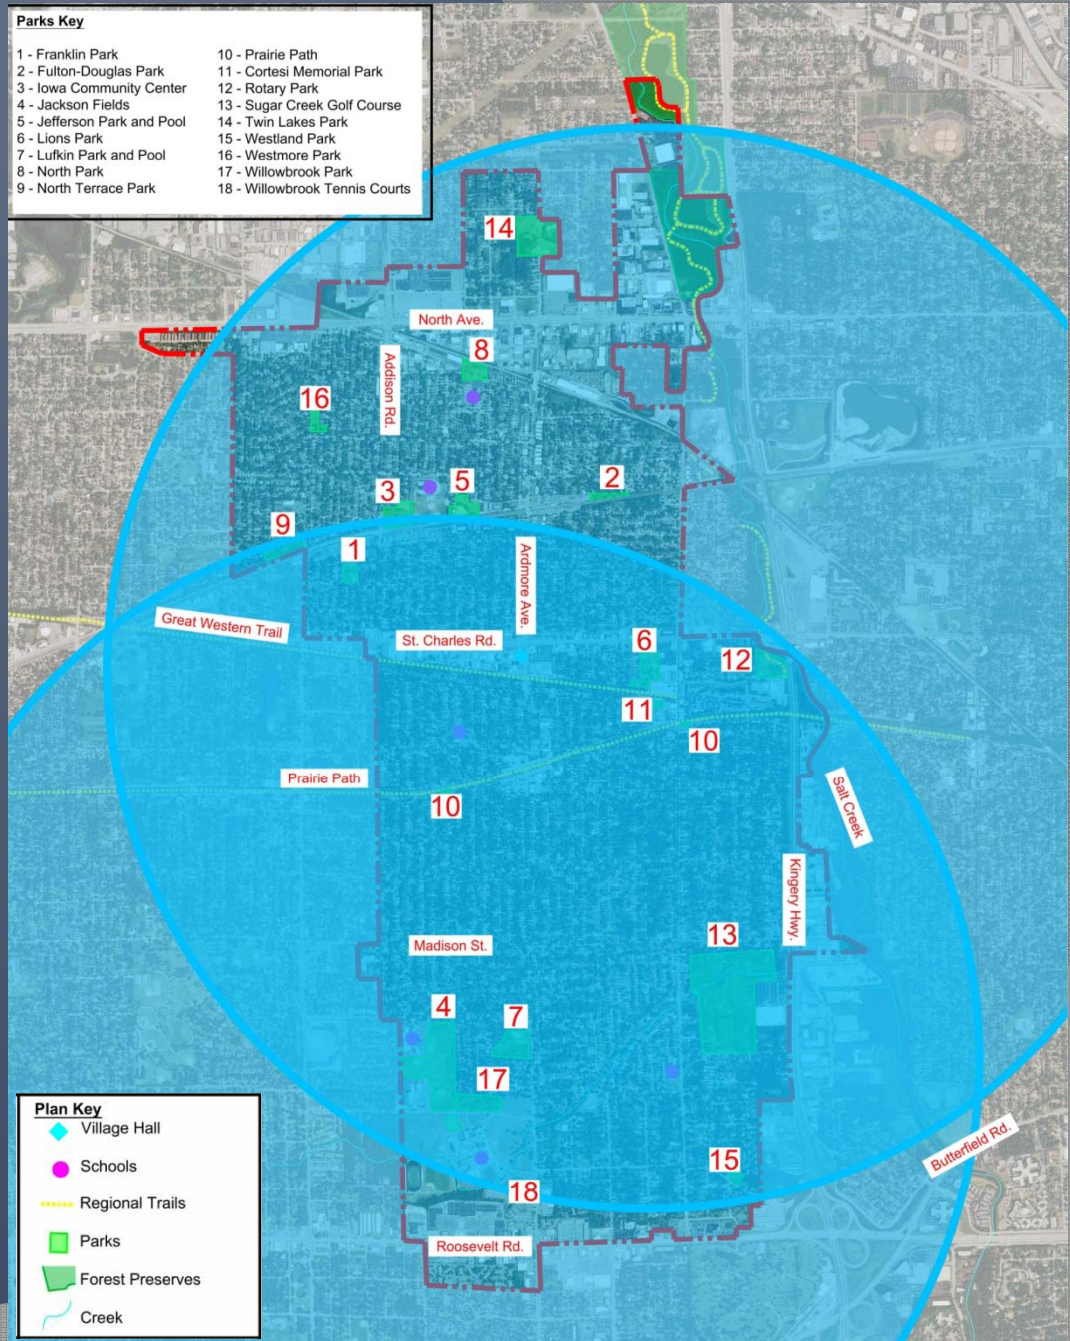 Parks Key
1 - Franklin Park
2 - Fulton-Douglas Park
3 - Iowa Community Center
4 - Jackson Fields
5 - Jefferson Park and Pool
6 - Lions Park
7 - Lufkin Park and Pool
8 - North Park
9 - North Terrace Park
10 - Prairie Path
11 - Cortesi Memorial Park
12 - Rotary Park
13 - Sugar Creek Golf Course
14 - Twin Lakes Park
15 - Westland Park
16 - Westmore Park
17 - Willowbrook Park
18 - Willowbrook Tennis Courts
14
North Ave.
8
Addison Rd.
16
3
5
2
9
1
Ardmore Ave.
Great Western Trail
St. Charles Rd.
6
12
11
10
Prairie Path
10
Salt Creek
Kingery Hwy.
Madison St.
13
4
7
17
Butterfield Rd.
15
18
Roosevelt Rd.
Plan Key
Village Hall
Schools
Regional Trails
Parks
Forest Preserves
Creek